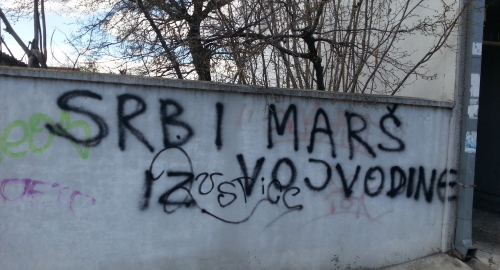 SRBI MARŠ
IZ VOJVODINE